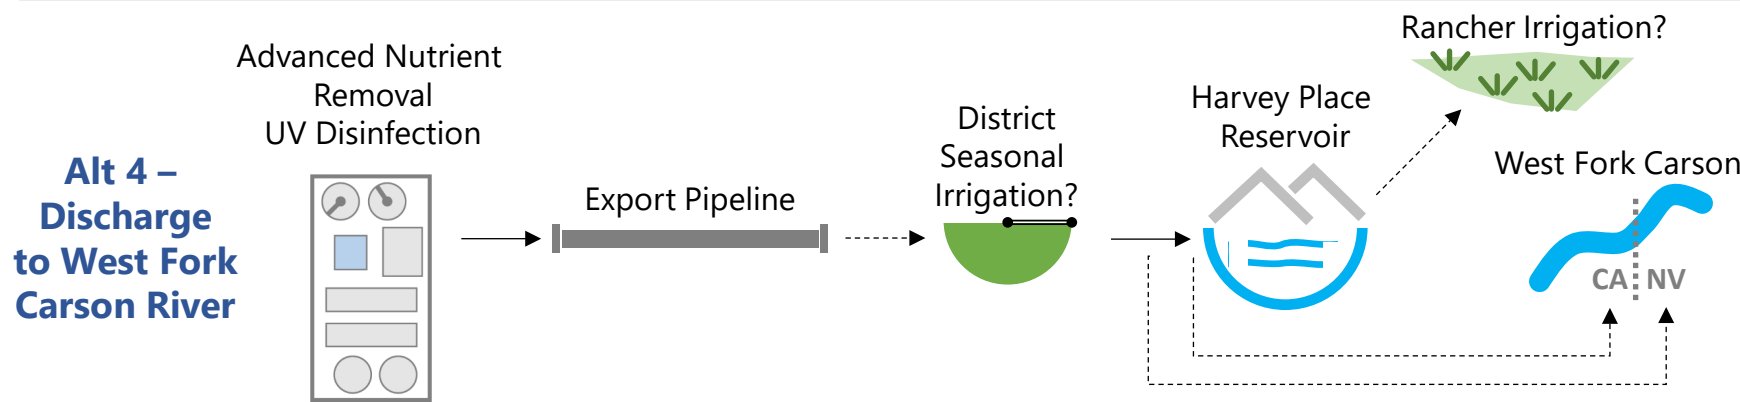 Alt 4 –
Discharge
to West Fork
Carson River
Advanced Nutrient
Removal
UV Disinfection
Export Pipeline
District
Seasonal
Irrigation?
Harvey Place
Reservoir
Rancher Irrigation?
West Fork Carson
CA NV